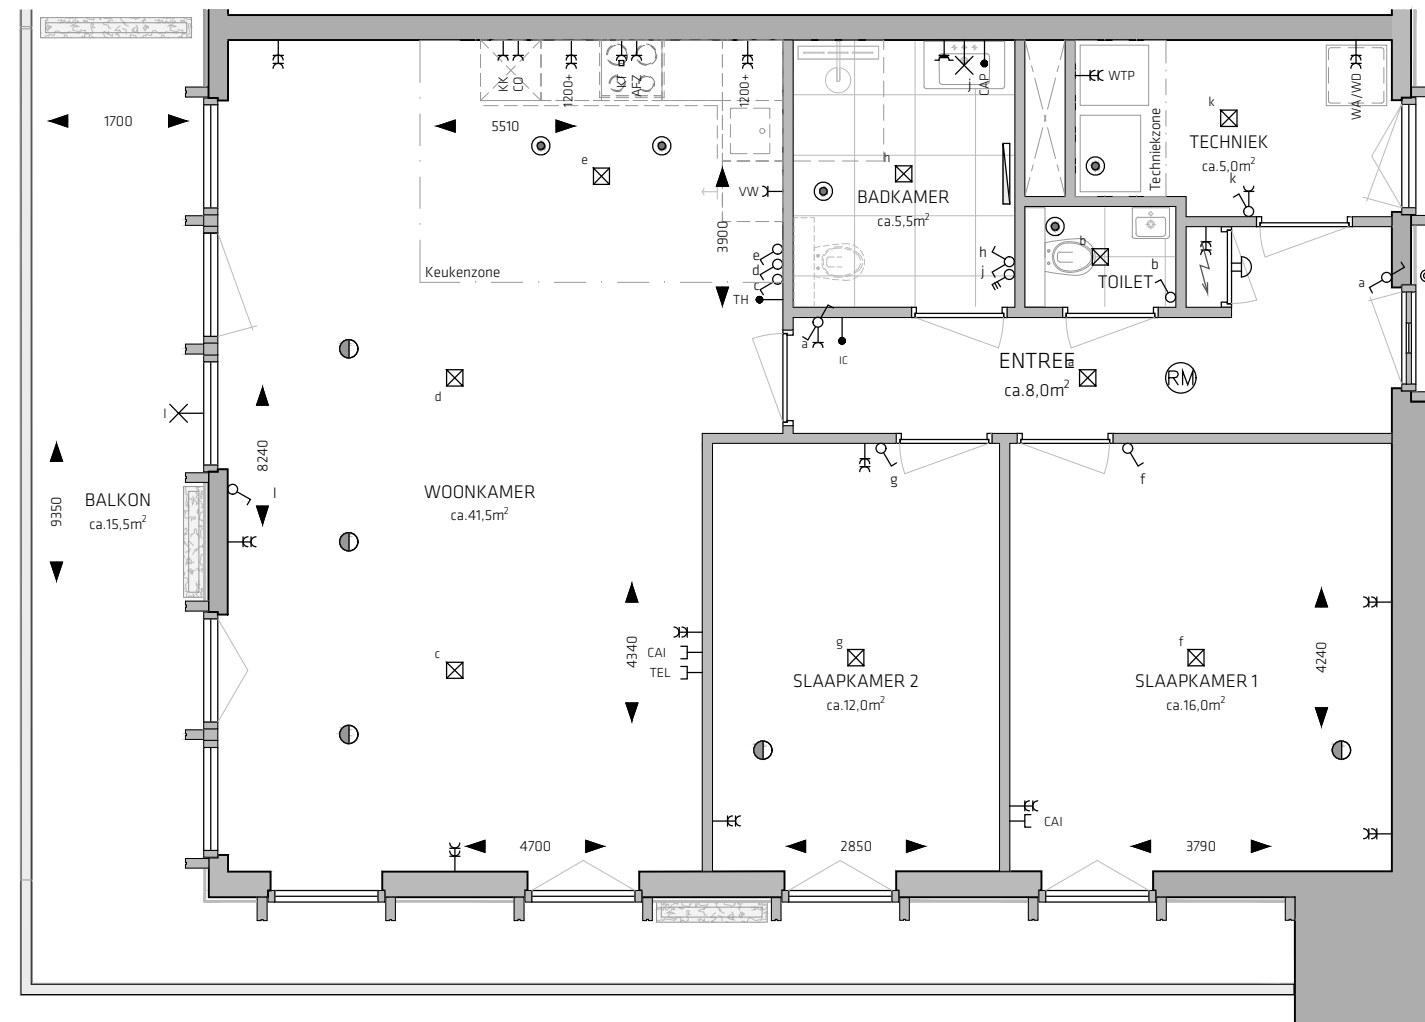 KK
CO
1200+
KT
AFZ
1200+
j
CAP
WTP
WA/WD
1700
5510
e
Techniekzone
k
TECHNIEK
ca.5,0m²
k
h
BADKAMER
ca.5,5m²
VW
3900
Keukenzone
e
d
c
TH
h
j
b
b
TOILET
a
a
IC
ENTREE
a
ca.8,0m²
RM
d
l
8240
l
9350
BALKON
ca.15,5m²
WOONKAMER
ca.41,5m²
g
f
c
4340
CAI
TEL
g
SLAAPKAMER 2
ca.12,0m²
f
SLAAPKAMER 1
ca.16,0m²
4240
CAI
4700
2850
3790